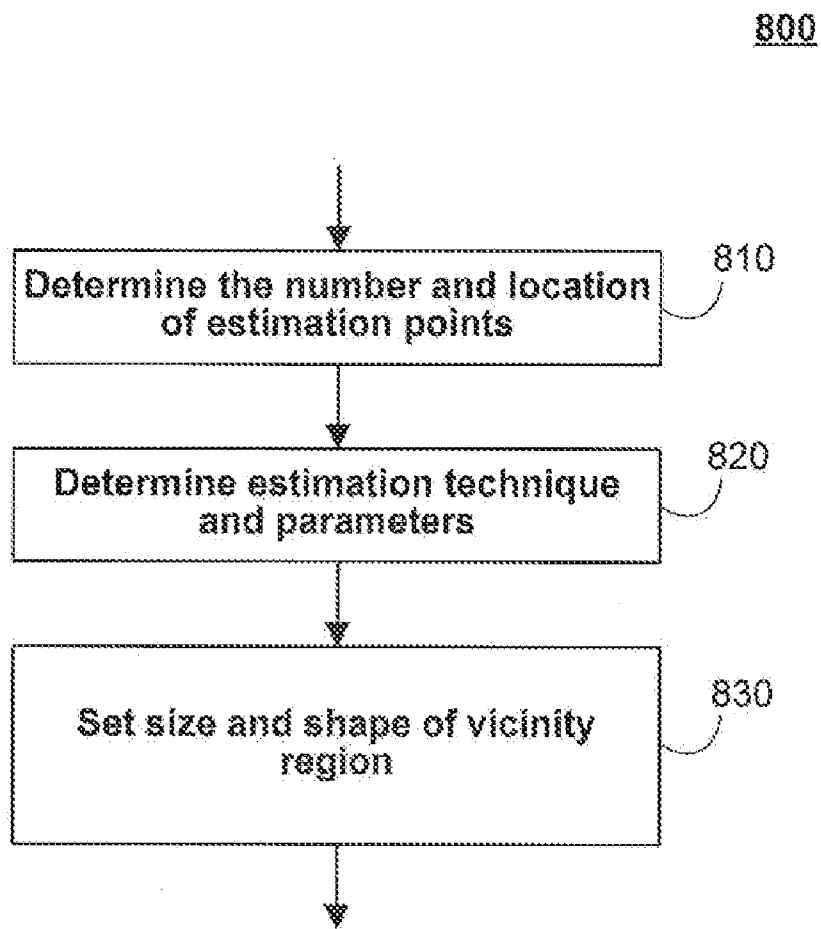 800
810
Determine the number and location
of estimation points
820
Determine estimation technique
and parameters
830
Set size and shape of vicinity
region